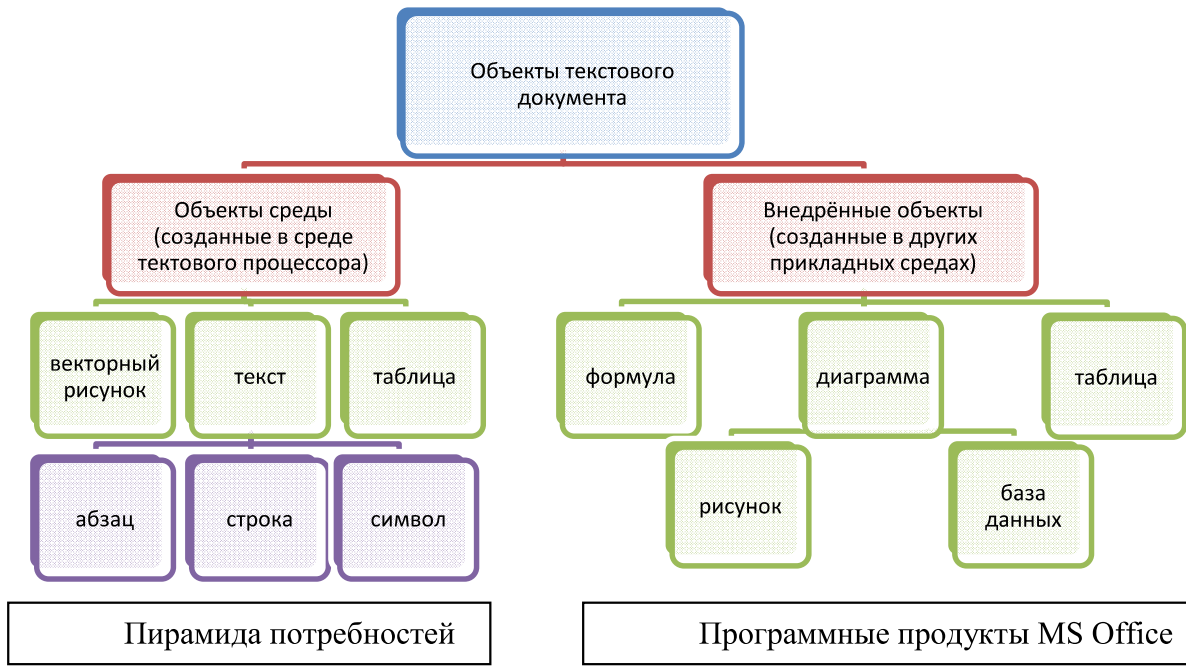 Объекты текстового
документа
Объекты среды
(созданные в среде
тектового процессора)
Внедрённые объекты
(созданные в других
прикладных средах)
векторный
рисунок
текст
таблица
формула
диаграмма
таблица
абзац
строка
символ
рисунок
база
данных
Пирамида потребностей
Программные продукты MS Office